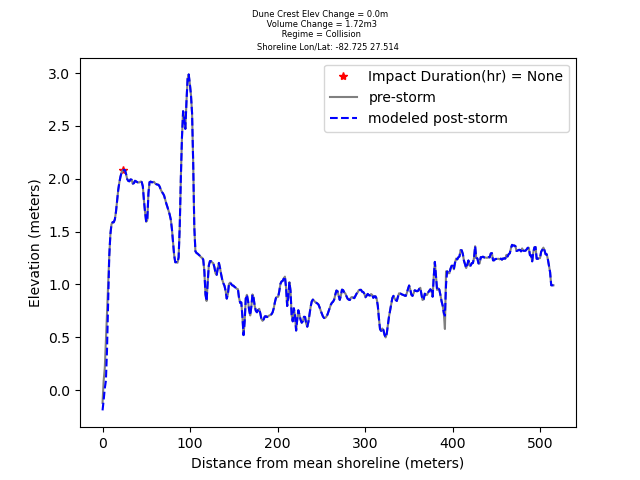 Dune Crest Elev Change = 0.0m
Volume Change = 1.72m3
Regime = Collision
Shoreline Lon/Lat: -82.725 27.514
Impact Duration(hr) = None
pre-storm
modeled post-storm
Elevation (meters)
3.0
2.5
2.0
1.5
1.0
0.5
0.0
0 100 200 300 400 500
Distance from mean shoreline (meters)